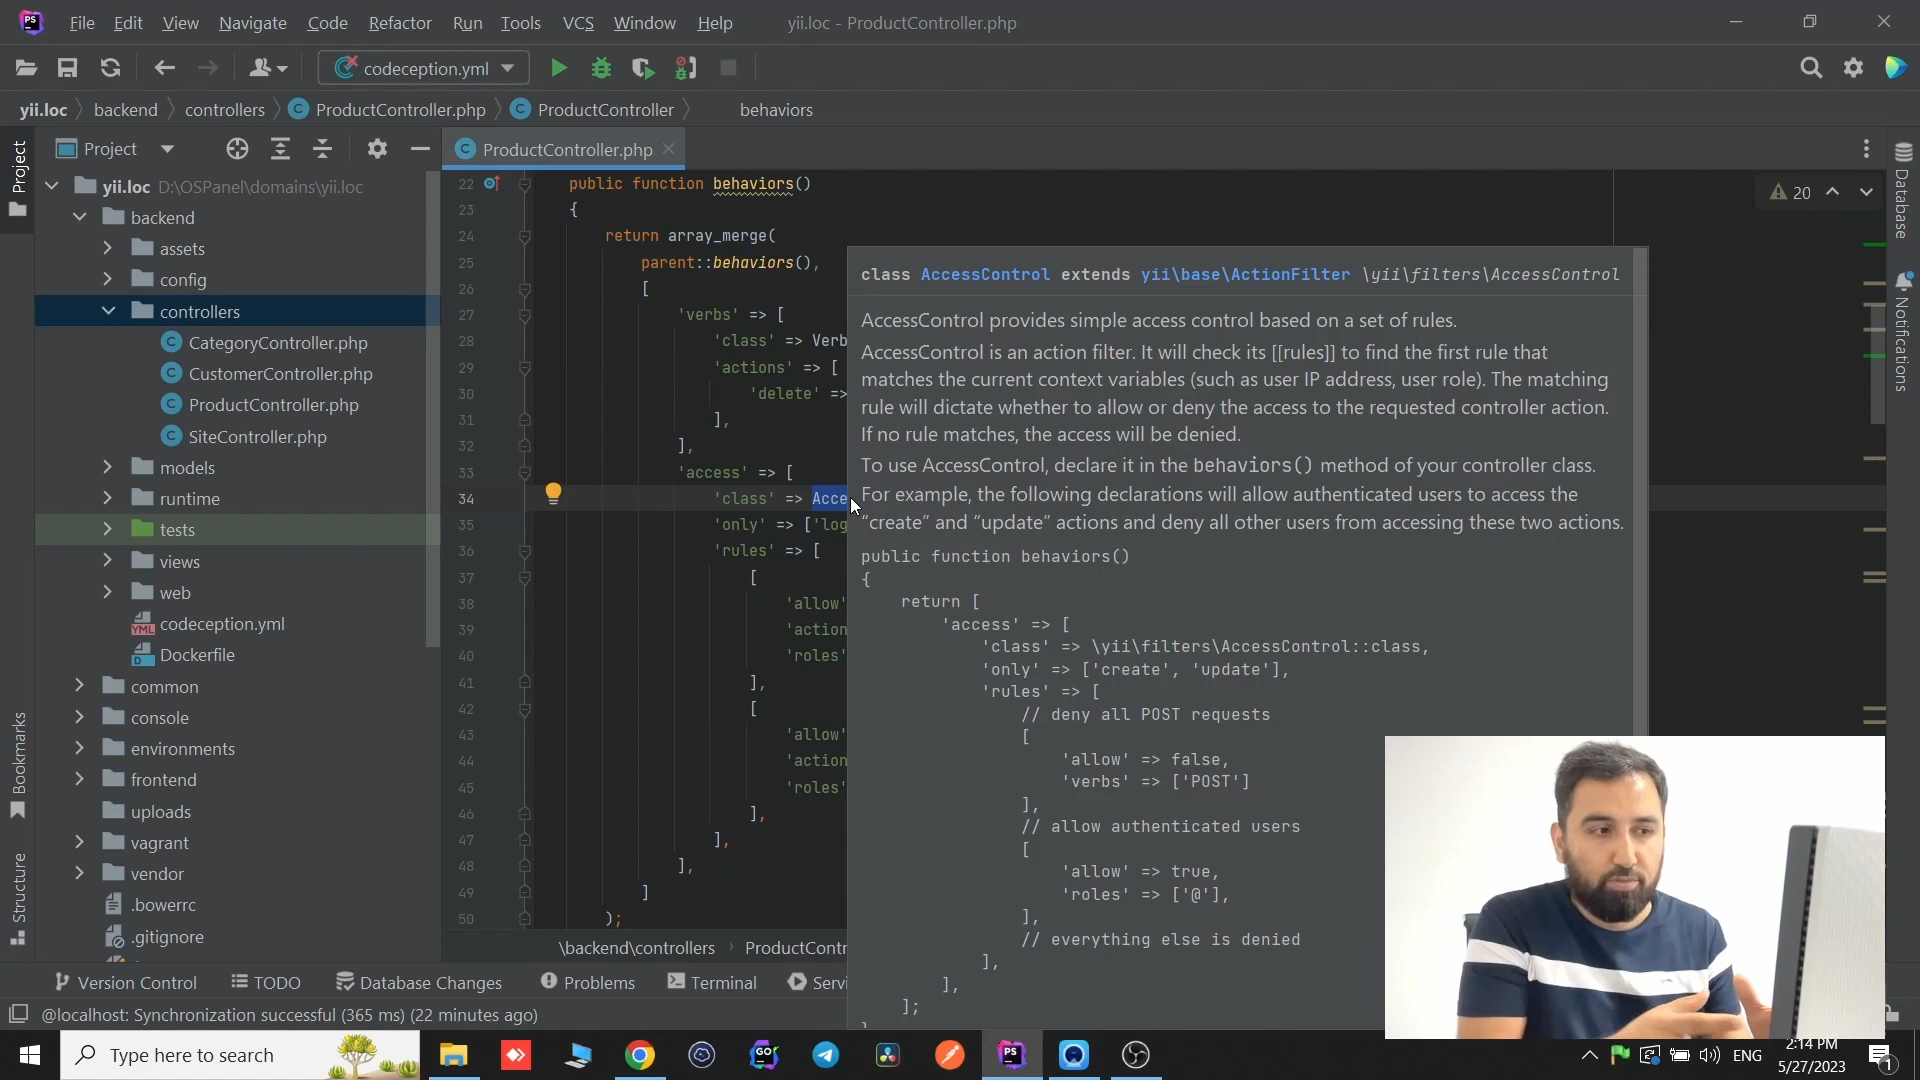 PS File Edit View Navigate Code Refactor Run Tools VCS Window Help yii.loc - ProductController.php
codeception.yml
yii.loc backend controllers ProductController.php ProductController behaviors
Project
Project
ProductController.php
yii.loc D:\OSPanel\domains\yii.loc
backend
assets
config
controllers
CategoryController.php
CustomerController.php
ProductController.php
SiteController.php
models
runtime
tests
views
web
codeception.yml
Dockerfile
common
console
environments
frontend
uploads
vagrant
vendor
.bowerrc
.gitignore
Bookmarks
Structure
22 public function behaviors()
23 {
24 return array_merge(
25 parent::behaviors(),
26 [
27 'verbs' => [
28 'class' => Verb
29 'actions' => [
30 'delete' =>
31 ],
32 ],
33 'access' => [
34 'class' => Acce
35 'only' => ['log
36 'rules' => [
37 [
38 'allow'
39 'action
40 'roles'
41 ],
42 [
43 'allow'
44 'action
45 'roles'
46 ],
47 ],
48 ],
49 ]
50 );
\backend\controllers › ProductContr
20
Database
Notifications
class AccessControl extends yii\base\ActionFilter \yii\filters\AccessControl
AccessControl provides simple access control based on a set of rules.
AccessControl is an action filter. It will check its [[rules]] to find the first rule that
matches the current context variables (such as user IP address, user role). The matching
rule will dictate whether to allow or deny the access to the requested controller action.
If no rule matches, the access will be denied.
To use AccessControl, declare it in the behaviors() method of your controller class.
For example, the following declarations will allow authenticated users to access the
“create” and “update” actions and deny all other users from accessing these two actions.
public function behaviors()
{
return [
'access' => [
'class' => \yii\filters\AccessControl::class,
'only' => ['create', 'update'],
'rules' => [
// deny all POST requests
[
'allow' => false,
'verbs' => ['POST']
],
// allow authenticated users
[
'allow' => true,
'roles' => ['@'],
],
// everything else is denied
],
],
];
Version Control TODO Database Changes Problems Terminal Servi
@localhost: Synchronization successful (365 ms) (22 minutes ago)
Type here to search
GO
PS
ENG
2:14 PM
5/27/2023
1